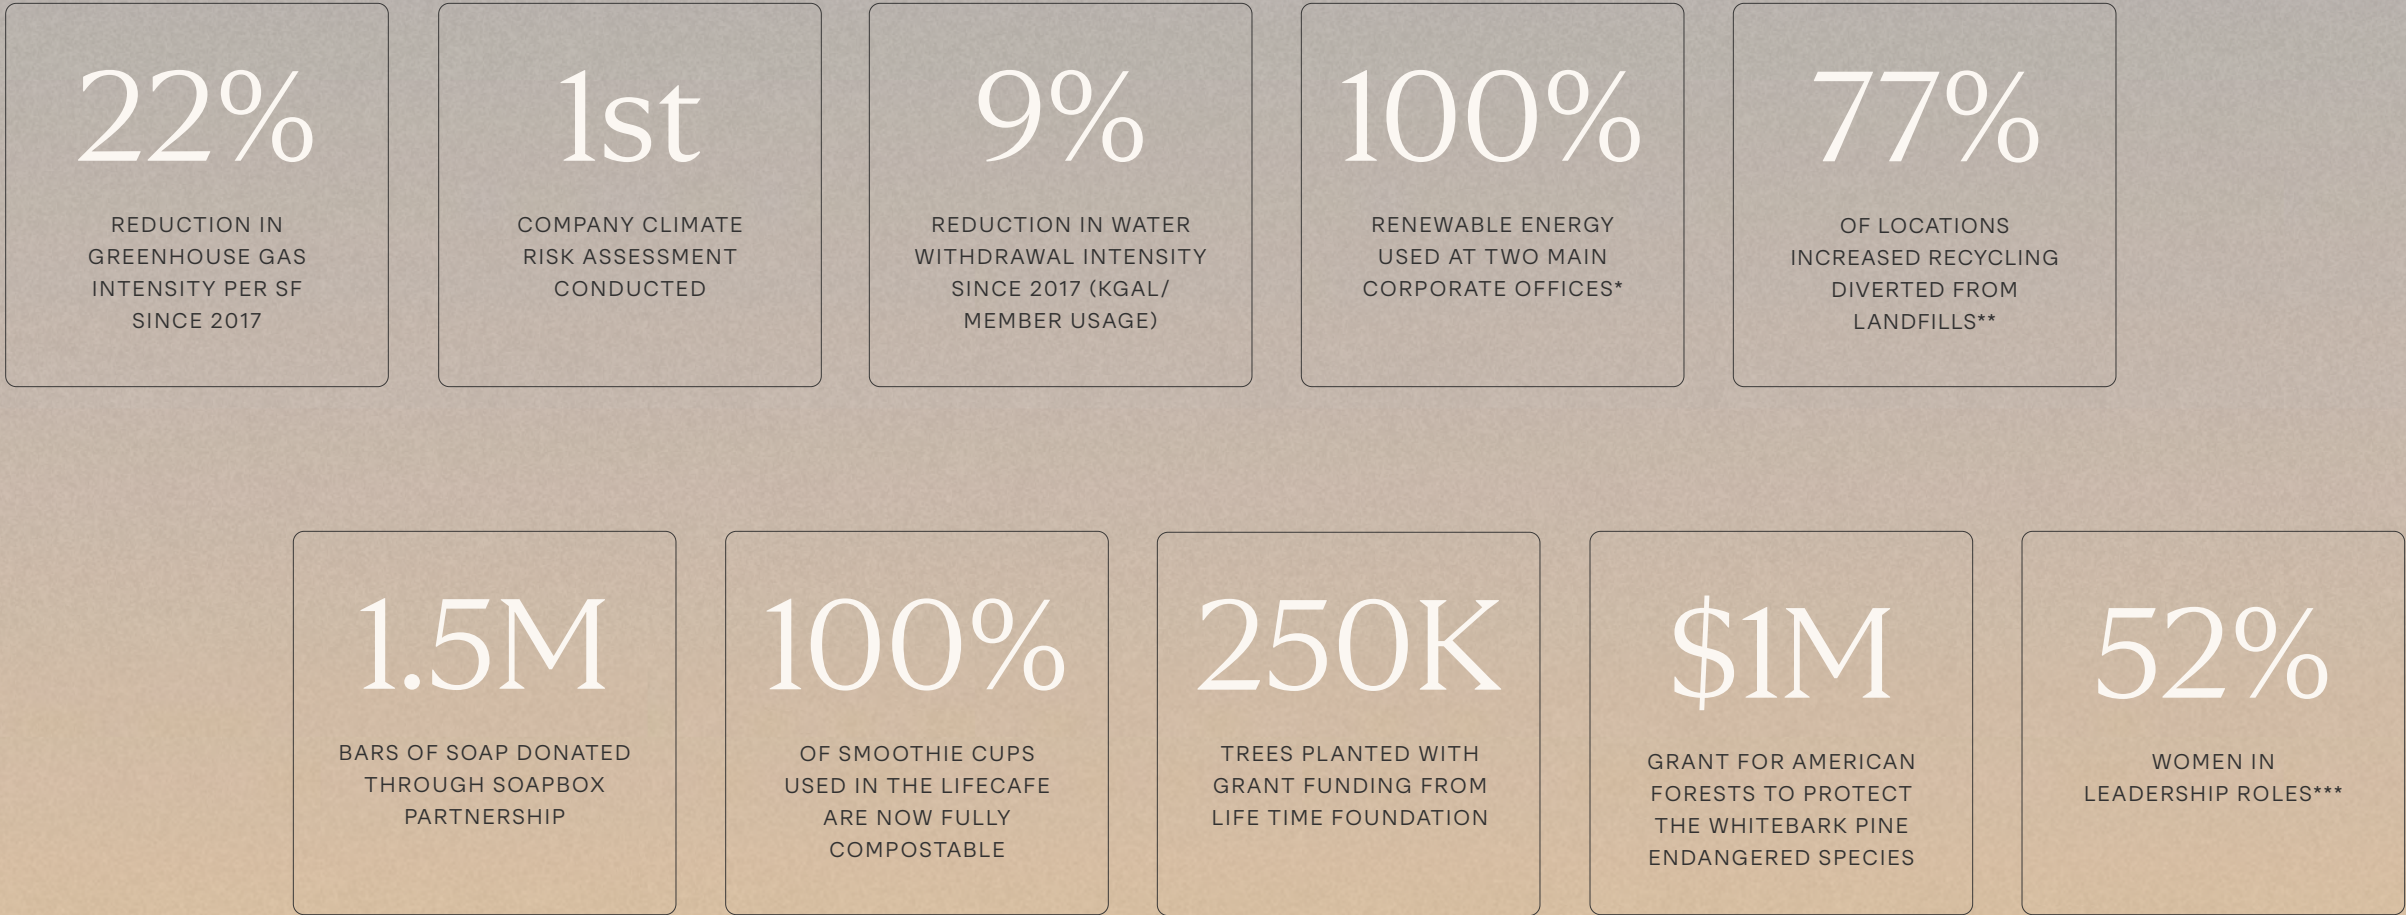 22%
REDUCTION IN
GREENHOUSE GAS
INTENSITY PER SF
SINCE 2017
1st
COMPANY CLIMATE
RISK ASSESSMENT
CONDUCTED
9%
REDUCTION IN WATER
WITHDRAWAL INTENSITY
SINCE 2017 (KGAL/
MEMBER USAGE)
100%
RENEWABLE ENERGY
USED AT TWO MAIN
CORPORATE OFFICES*
77%
OF LOCATIONS
INCREASED RECYCLING
DIVERTED FROM
LANDFILLS**
1.5M
BARS OF SOAP DONATED
THROUGH SOAPBOX
PARTNERSHIP
100%
OF SMOOTHIE CUPS
USED IN THE LIFECAFE
ARE NOW FULLY
COMPOSTABLE
250K
TREES PLANTED WITH
GRANT FUNDING FROM
LIFE TIME FOUNDATION
$1M
GRANT FOR AMERICAN
FORESTS TO PROTECT
THE WHITEBARK PINE
ENDANGERED SPECIES
52%
WOMEN IN
LEADERSHIP ROLES***